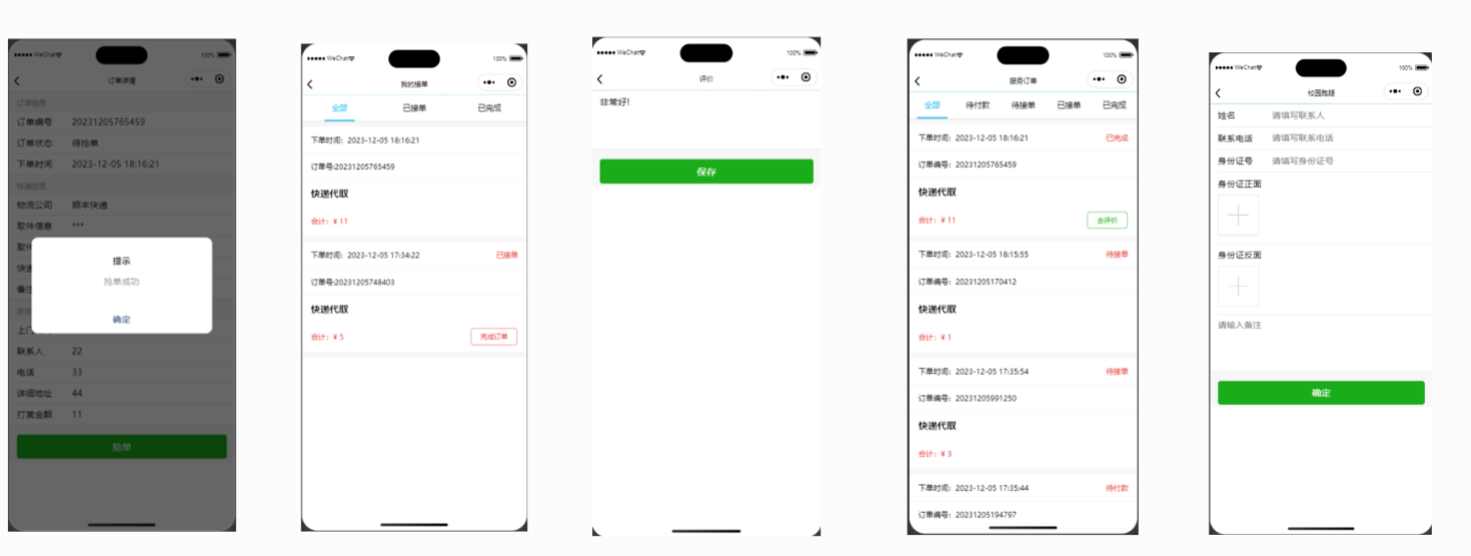 WeChat
100%
订单详情
订单信息
订单编号 20231205765459
订单状态 待抢单
下单时间 2023-12-05 18:16:21
快递信息
物流公司 顺丰快递
取件信息 ***
取件
快递
备注
提示
抢单成功
确定
上门
联系人 22
电话 33
详细地址 44
打赏金额 11
抢单
WeChat
100%
我的接单
全部 已接单 已完成
下单时间: 2023-12-05 18:16:21
订单号:20231205765459
快递代取
合计: ¥ 11
下单时间: 2023-12-05 17:34:22 已接单
订单号:20231205748403
快递代取
合计: ¥ 5 完成订单
WeChat
100%
评价
非常好!
保存
WeChat
100%
服务订单
全部 待付款 待接单 已接单 已完成
下单时间: 2023-12-05 18:16:21 已完成
订单编号: 20231205765459
快递代取
合计: ¥ 11 去评价
下单时间: 2023-12-05 18:15:55 待接单
订单编号: 20231205170412
快递代取
合计: ¥ 1
下单时间: 2023-12-05 17:35:54 待接单
订单编号: 20231205991250
快递代取
合计: ¥ 3
下单时间: 2023-12-05 17:35:44 待付款
订单编号: 20231205194797
WeChat
100%
校园跑腿
姓名 请填写联系人
联系电话 请填写联系电话
身份证号 请填写身份证号
身份证正面
身份证反面
请输入备注
确定